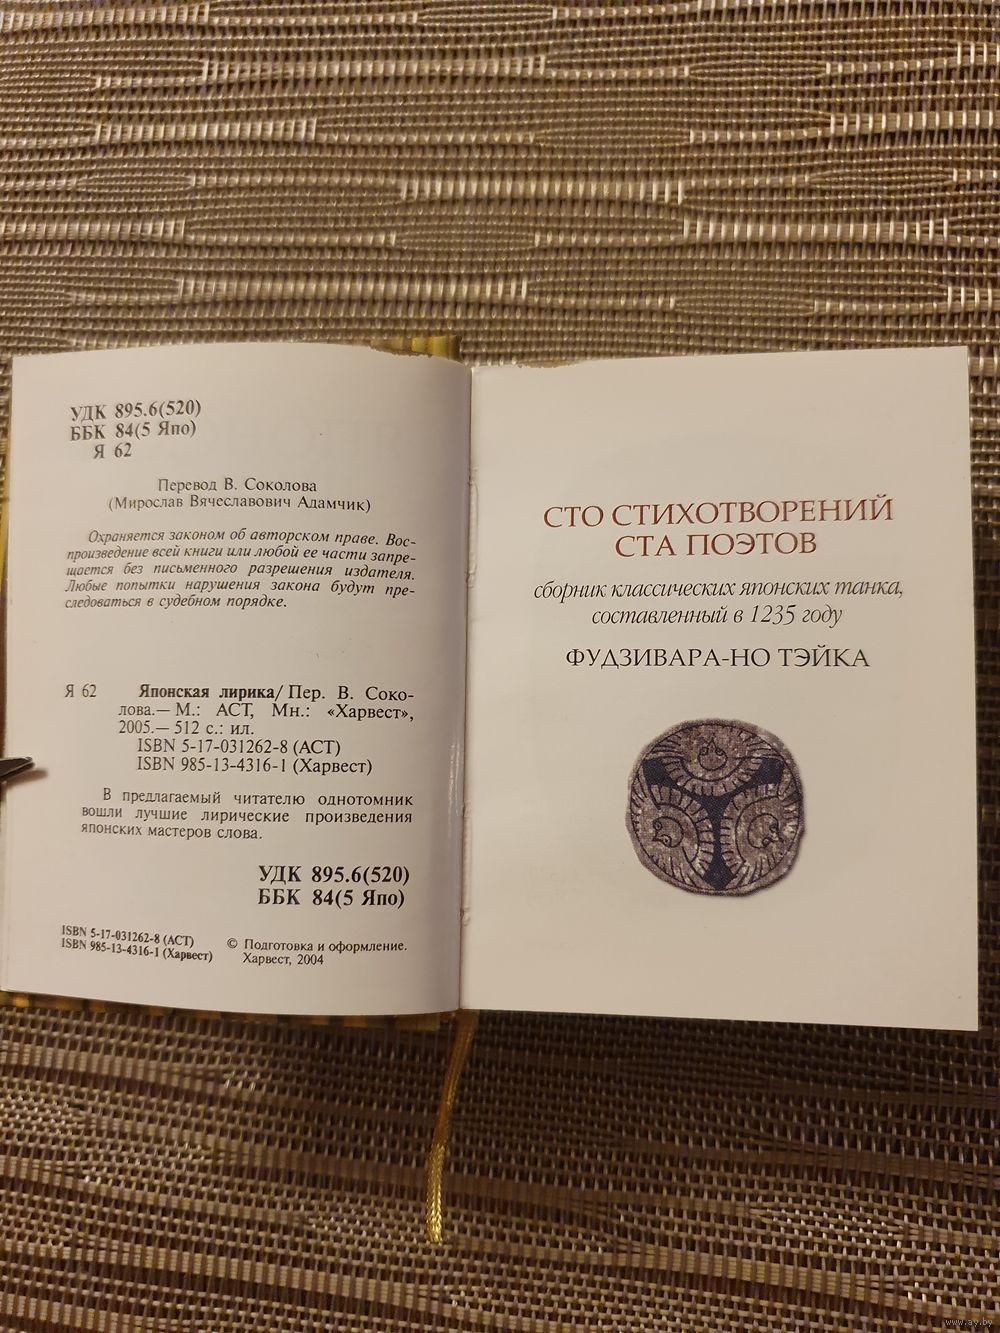 УДК 895.6(520)
ББК 84(5 Япо)
Я 62
Перевод В. Соколова
(Мирослав Вячеславович Адамчик)
Охраняется законом об авторском праве. Вос-
произведение всей книги или любой ее части запре-
щается без письменного разрешения издателя.
Любые попытки нарушения закона будут пре-
следоваться в судебном порядке.
Я 62 Японская лирика/ Пер. В. Соко-
лова.— М.: АСТ, Мн.: «Харвест»,
2005.— 512 с.: ил.
ISBN 5-17-031262-8 (АСТ)
ISBN 985-13-4316-1 (Харвест)
В предлагаемый читателю однотомник
вошли лучшие лирические произведения
японских мастеров слова.
УДК 895.6(520)
ББК 84(5 Япо)
ISBN 5-17-031262-8 (АСТ)
ISBN 985-13-4316-1 (Харвест)
© Подготовка и оформление.
Харвест, 2004
СТО СТИХОТВОРЕНИЙ
СТА ПОЭТОВ
сборник классических японских танка,
составленный в 1235 году
ФУДЗИВАРА-НО ТЭЙКА
www.ay.by